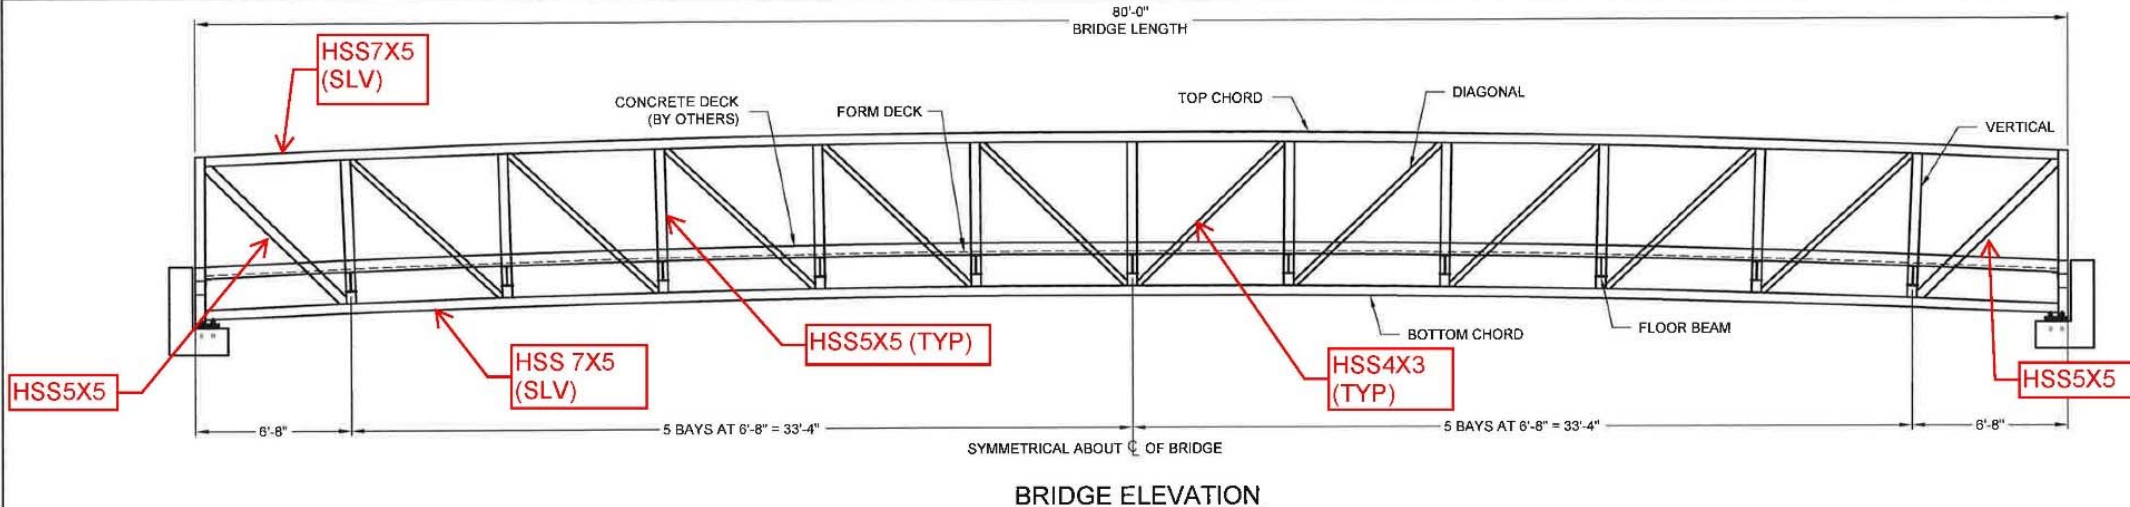 80'-0"
BRIDGE LENGTH
HSS7X5
(SLV)
CONCRETE DECK
(BY OTHERS)
FORM DECK
TOP CHORD
DIAGONAL
VERTICAL
HSS5X5
HSS 7X5
(SLV)
HSS5X5 (TYP)
HSS4X3
(TYP)
BOTTOM CHORD
FLOOR BEAM
HSS5X5
6'-8"
5 BAYS AT 6'-8" = 33'-4"
5 BAYS AT 6'-8" = 33'-4"
6'-8"
SYMMETRICAL ABOUT ℄ OF BRIDGE
BRIDGE ELEVATION